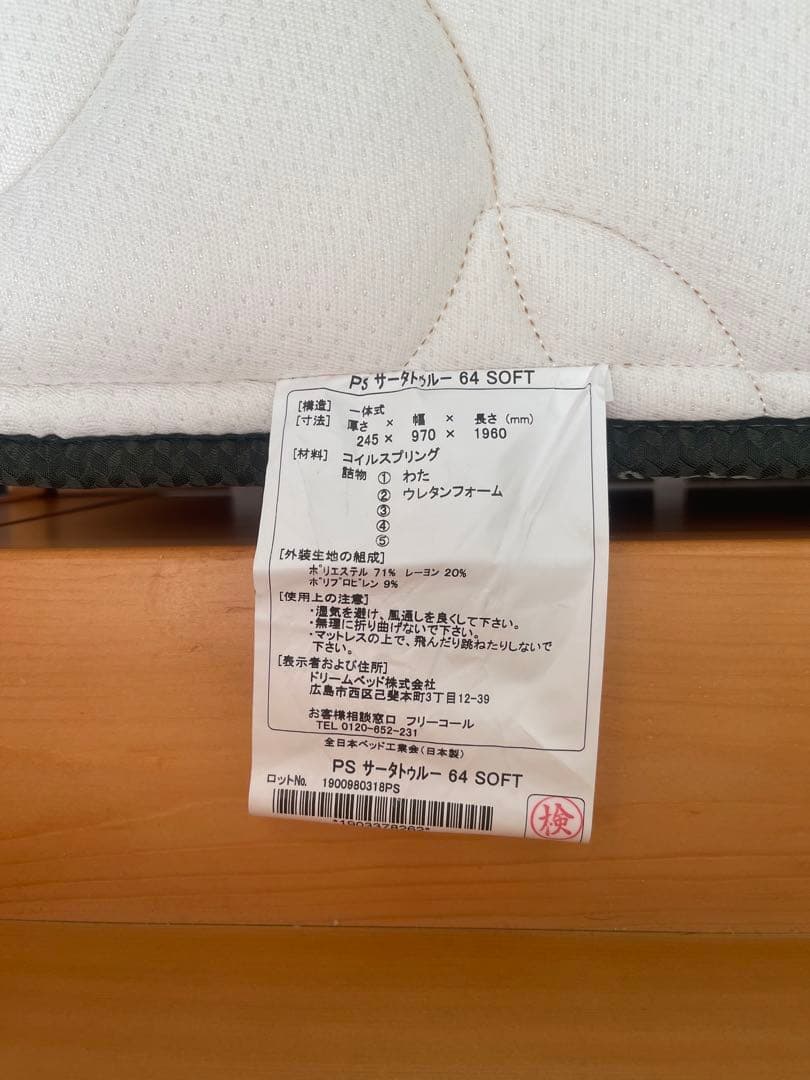 PS サータトゥルー 64 SOFT
[構造] 一体式
[寸法] 厚さ × 幅 × 長さ (mm)
245 × 970 × 1960
[材料] コイルスプリング
詰物 ① わた
② ウレタンフォーム
③
④
⑤
[外装生地の組成]
ポリエステル 71% レーヨン 20%
ポリプロピレン 9%
[使用上の注意]
・湿気を避け、風通しを良くして下さい。
・無理に折り曲げないで下さい。
・マットレスの上で、飛んだり跳ねたりしないで
下さい。
[表示者および住所]
ドリームベッド株式会社
広島市西区己斐本町3丁目12-39
お客様相談窓口 フリーコール
TEL 0120-652-231
全日本ベッド工業会(日本製)
PS サータトゥルー 64 SOFT
ロットNo. 1900980318PS
*1903378262*
検